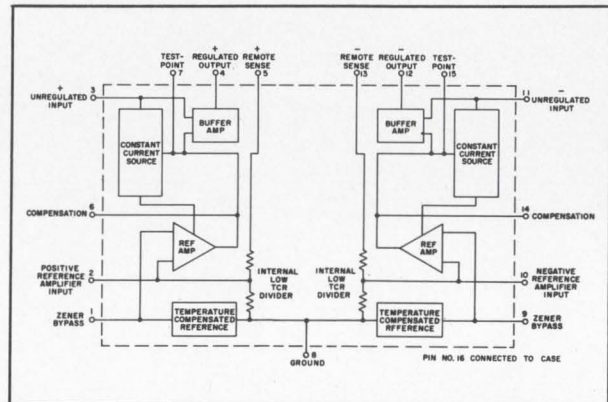 + + − −
TEST- REGULATED REMOTE REMOTE REGULATED TEST-
POINT OUTPUT SENSE SENSE OUTPUT POINT
7 4 5 13 12 15
+ 3
UNREGULATED
INPUT
11 −
UNREGULATED
INPUT
BUFFER
AMP
BUFFER
AMP
CONSTANT
CURRENT
SOURCE
CONSTANT
CURRENT
SOURCE
6
COMPENSATION
14
COMPENSATION
REF
AMP
REF
AMP
POSITIVE 2
REFERENCE
AMPLIFIER
INPUT
INTERNAL
LOW
TCR
DIVIDER
INTERNAL
LOW
TCR
DIVIDER
10 NEGATIVE
REFERENCE
AMPLIFIER
INPUT
1
ZENER
BYPASS
TEMPERATURE
COMPENSATED
REFERENCE
TEMPERATURE
COMPENSATED
REFERENCE
9
ZENER
BYPASS
8
GROUND
PIN NO. 16 CONNECTED TO CASE